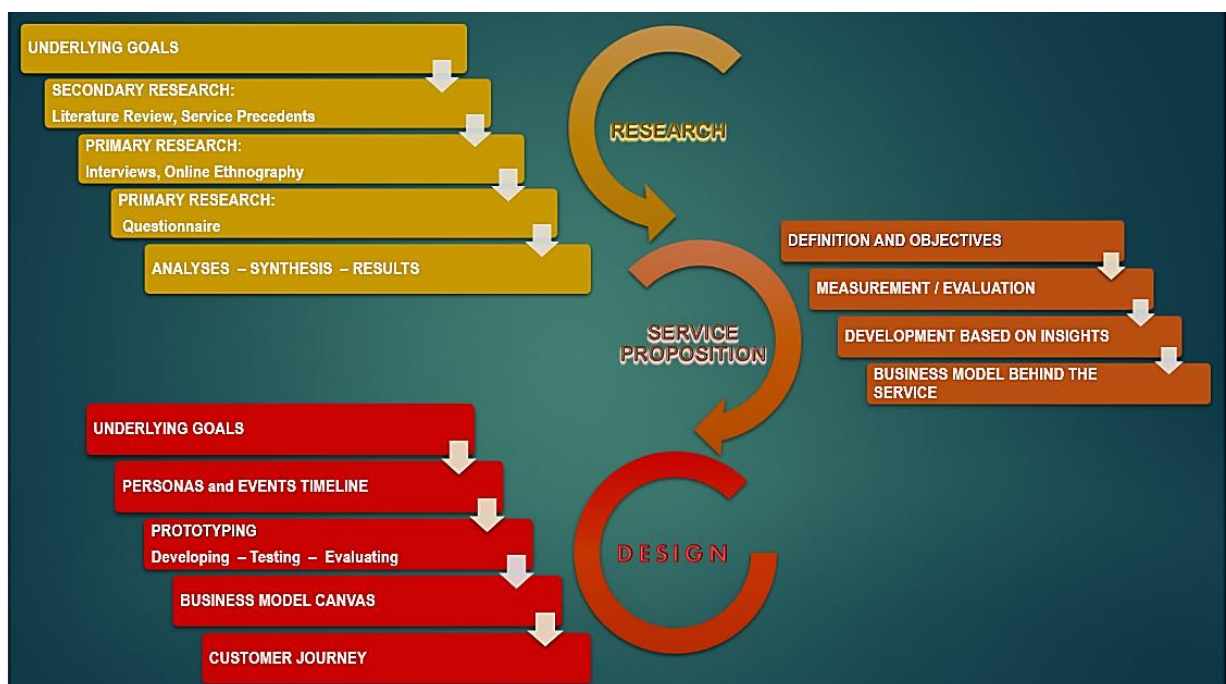 UNDERLYING GOALS
SECONDARY RESEARCH:
Literature Review, Service Precedents
PRIMARY RESEARCH:
Interviews, Online Ethnography
PRIMARY RESEARCH:
Questionnaire
ANALYSES – SYNTHESIS – RESULTS
RESEARCH
SERVICE
PROPOSITION
DEFINITION AND OBJECTIVES
MEASUREMENT / EVALUATION
DEVELOPMENT BASED ON INSIGHTS
BUSINESS MODEL BEHIND THE
SERVICE
UNDERLYING GOALS
PERSONAS and EVENTS TIMELINE
PROTOTYPING
Developing – Testing – Evaluating
BUSINESS MODEL CANVAS
CUSTOMER JOURNEY
DESIGN